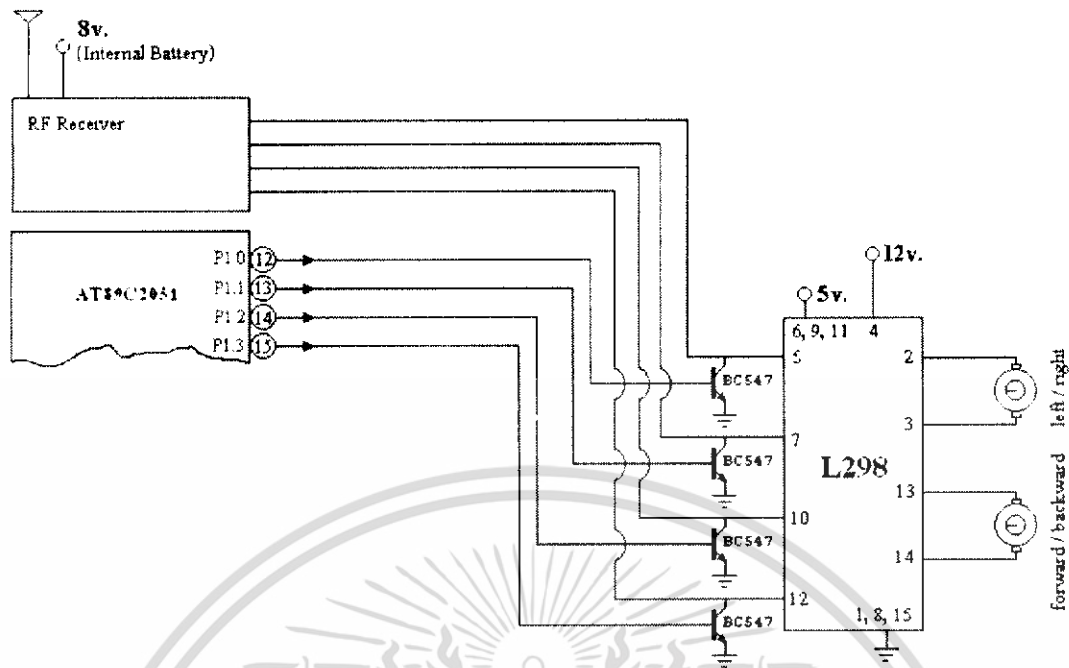 8v.
(Internal Battery)
RF Receiver
AT89C2051
P1.0 12
P1.1 13
P1.2 14
P1.3 15
12v.
5v.
6, 9, 11 4
5
BC547
2
3
7
BC547
L298
10
BC547
13
14
12
BC547
1, 8, 15
left / right
forward / backward